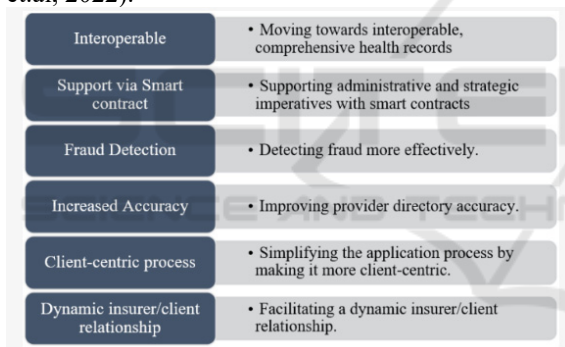 et.al, 2022).
Interoperable
• Moving towards interoperable,
comprehensive health records
Support via Smart
contract
• Supporting administrative and strategic
imperatives with smart contracts
Fraud Detection
• Detecting fraud more effectively.
Increased Accuracy
• Improving provider directory accuracy.
Client-centric process
• Simplifying the application process by
making it more client-centric.
Dynamic insurer/client
relationship
• Facilitating a dynamic insurer/client
relationship.